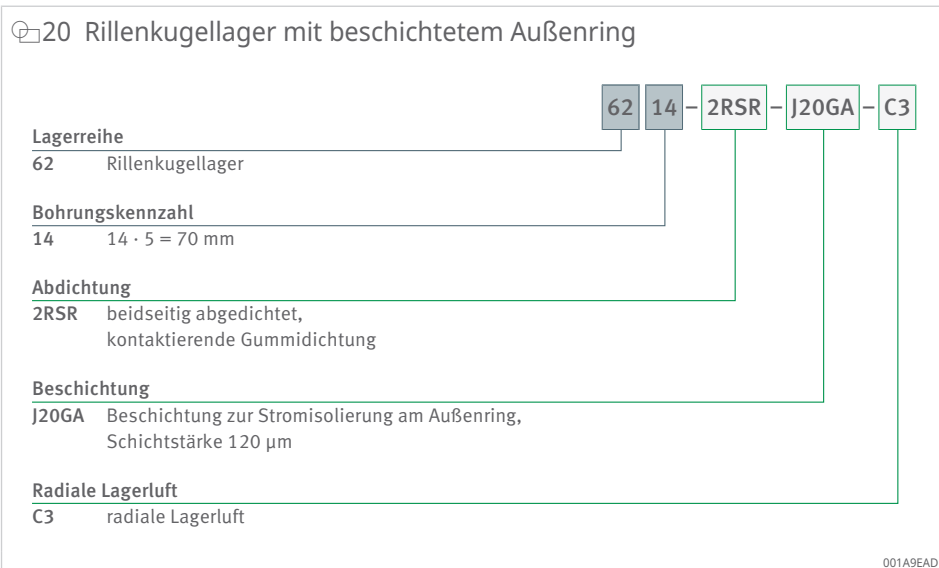 20 Rillenkugellager mit beschichtetem Außenring
62 14 – 2RSR – J20GA – C3
Lagerreihe
62 Rillenkugellager
Bohrungskennzahl
14 14 · 5 = 70 mm
Abdichtung
2RSR beidseitig abgedichtet,
kontaktierende Gummidichtung
Beschichtung
J20GA Beschichtung zur Stromisolierung am Außenring,
Schichtstärke 120 μm
Radiale Lagerluft
C3 radiale Lagerluft
001A9EAD